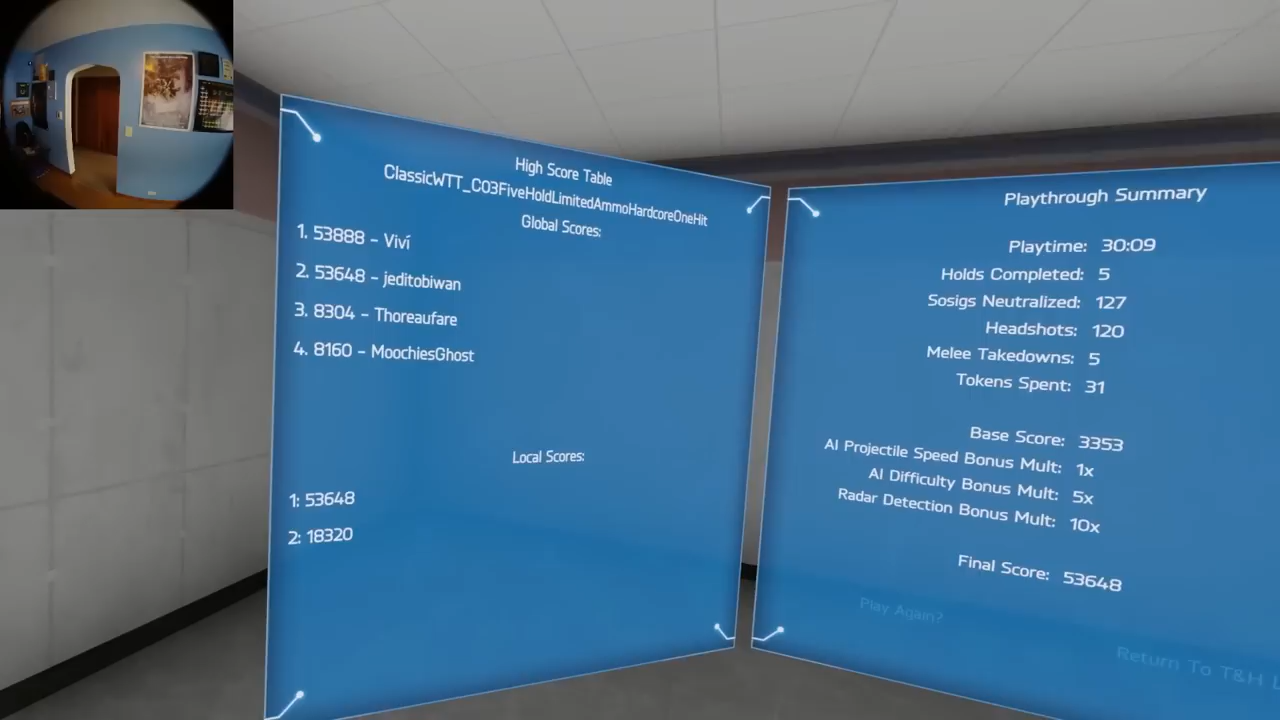 High Score Table
ClassicWTT_C03FiveHoldLimitedAmmoHardcoreOneHit
Global Scores:
1. 53888 - Viví
2. 53648 - jeditobiwan
3. 8304 - Thoreaufare
4. 8160 - MoochiesGhost
Local Scores:
1: 53648
2: 18320
Playthrough Summary
Playtime: 30:09
Holds Completed: 5
Sosigs Neutralized: 127
Headshots: 120
Melee Takedowns: 5
Tokens Spent: 31
Base Score: 3353
AI Projectile Speed Bonus Mult: 1x
AI Difficulty Bonus Mult: 5x
Radar Detection Bonus Mult: 10x
Final Score: 53648
Play Again?
Return To T&H L